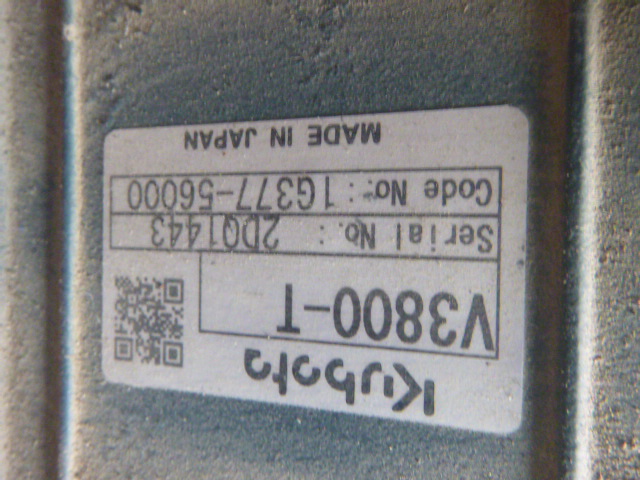 Kubota
V3800-T
Serial No. : 2DQ1443
Code No. : 1G377-56000
MADE IN JAPAN